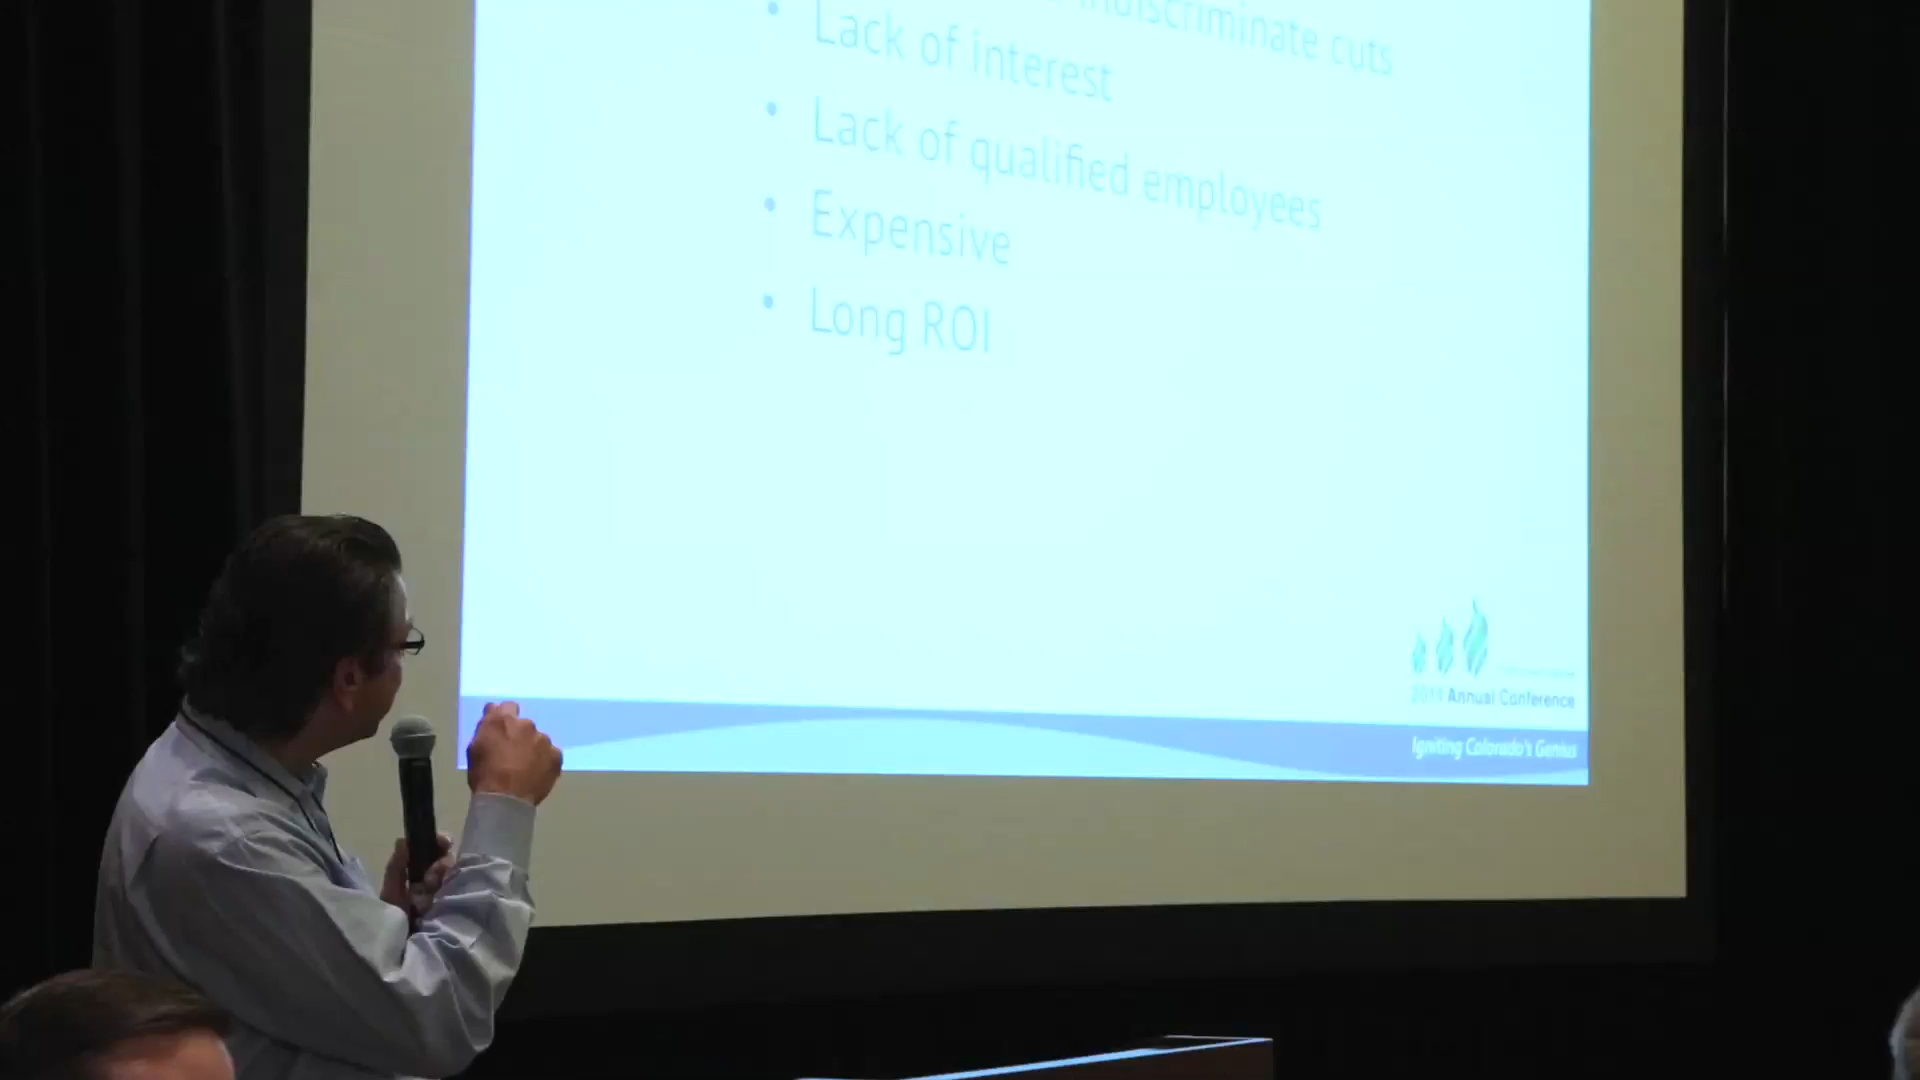 indiscriminate cuts
• Lack of interest
• Lack of qualified employees
• Expensive
• Long ROI
Annual Conference
Igniting Colorado's Genius